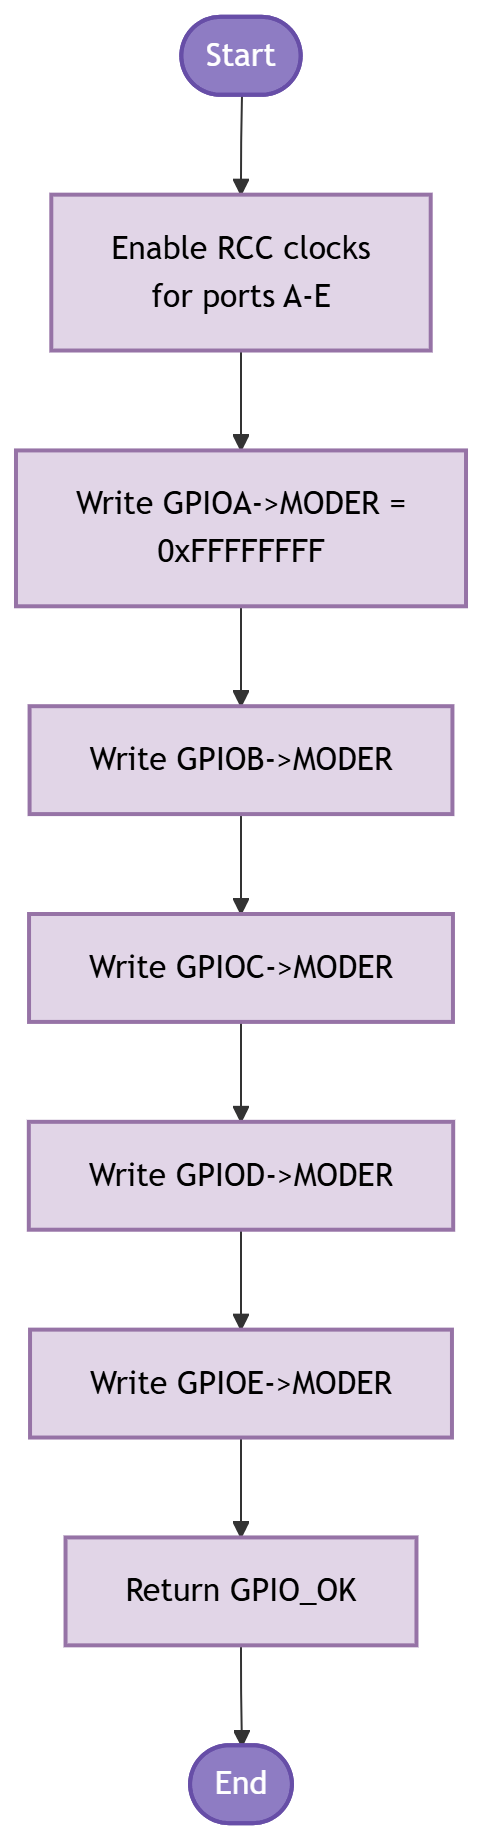 Start
Enable RCC clocks
for ports A-E
Write GPIOA->MODER =
0xFFFFFFFF
Write GPIOB->MODER
Write GPIOC->MODER
Write GPIOD->MODER
Write GPIOE->MODER
Return GPIO_OK
End